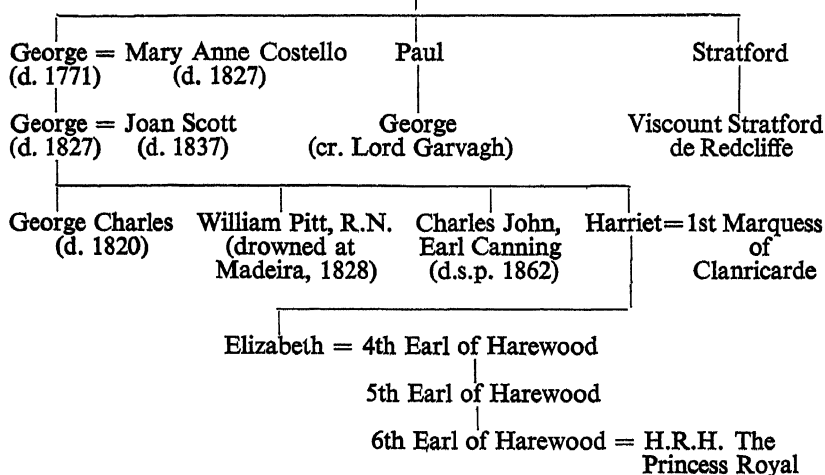 George = Mary Anne Costello Paul Stratford
(d. 1771) (d. 1827)
George = Joan Scott George Viscount Stratford
(d. 1827) (d. 1837) (cr. Lord Garvagh) de Redcliffe
George Charles William Pitt, R.N. Charles John, Harriet=1st Marquess
(d. 1820) (drowned at Earl Canning of
Madeira, 1828) (d.s.p. 1862) Clanricarde
Elizabeth = 4th Earl of Harewood
5th Earl of Harewood
6th Earl of Harewood = H.R.H. The
Princess Royal